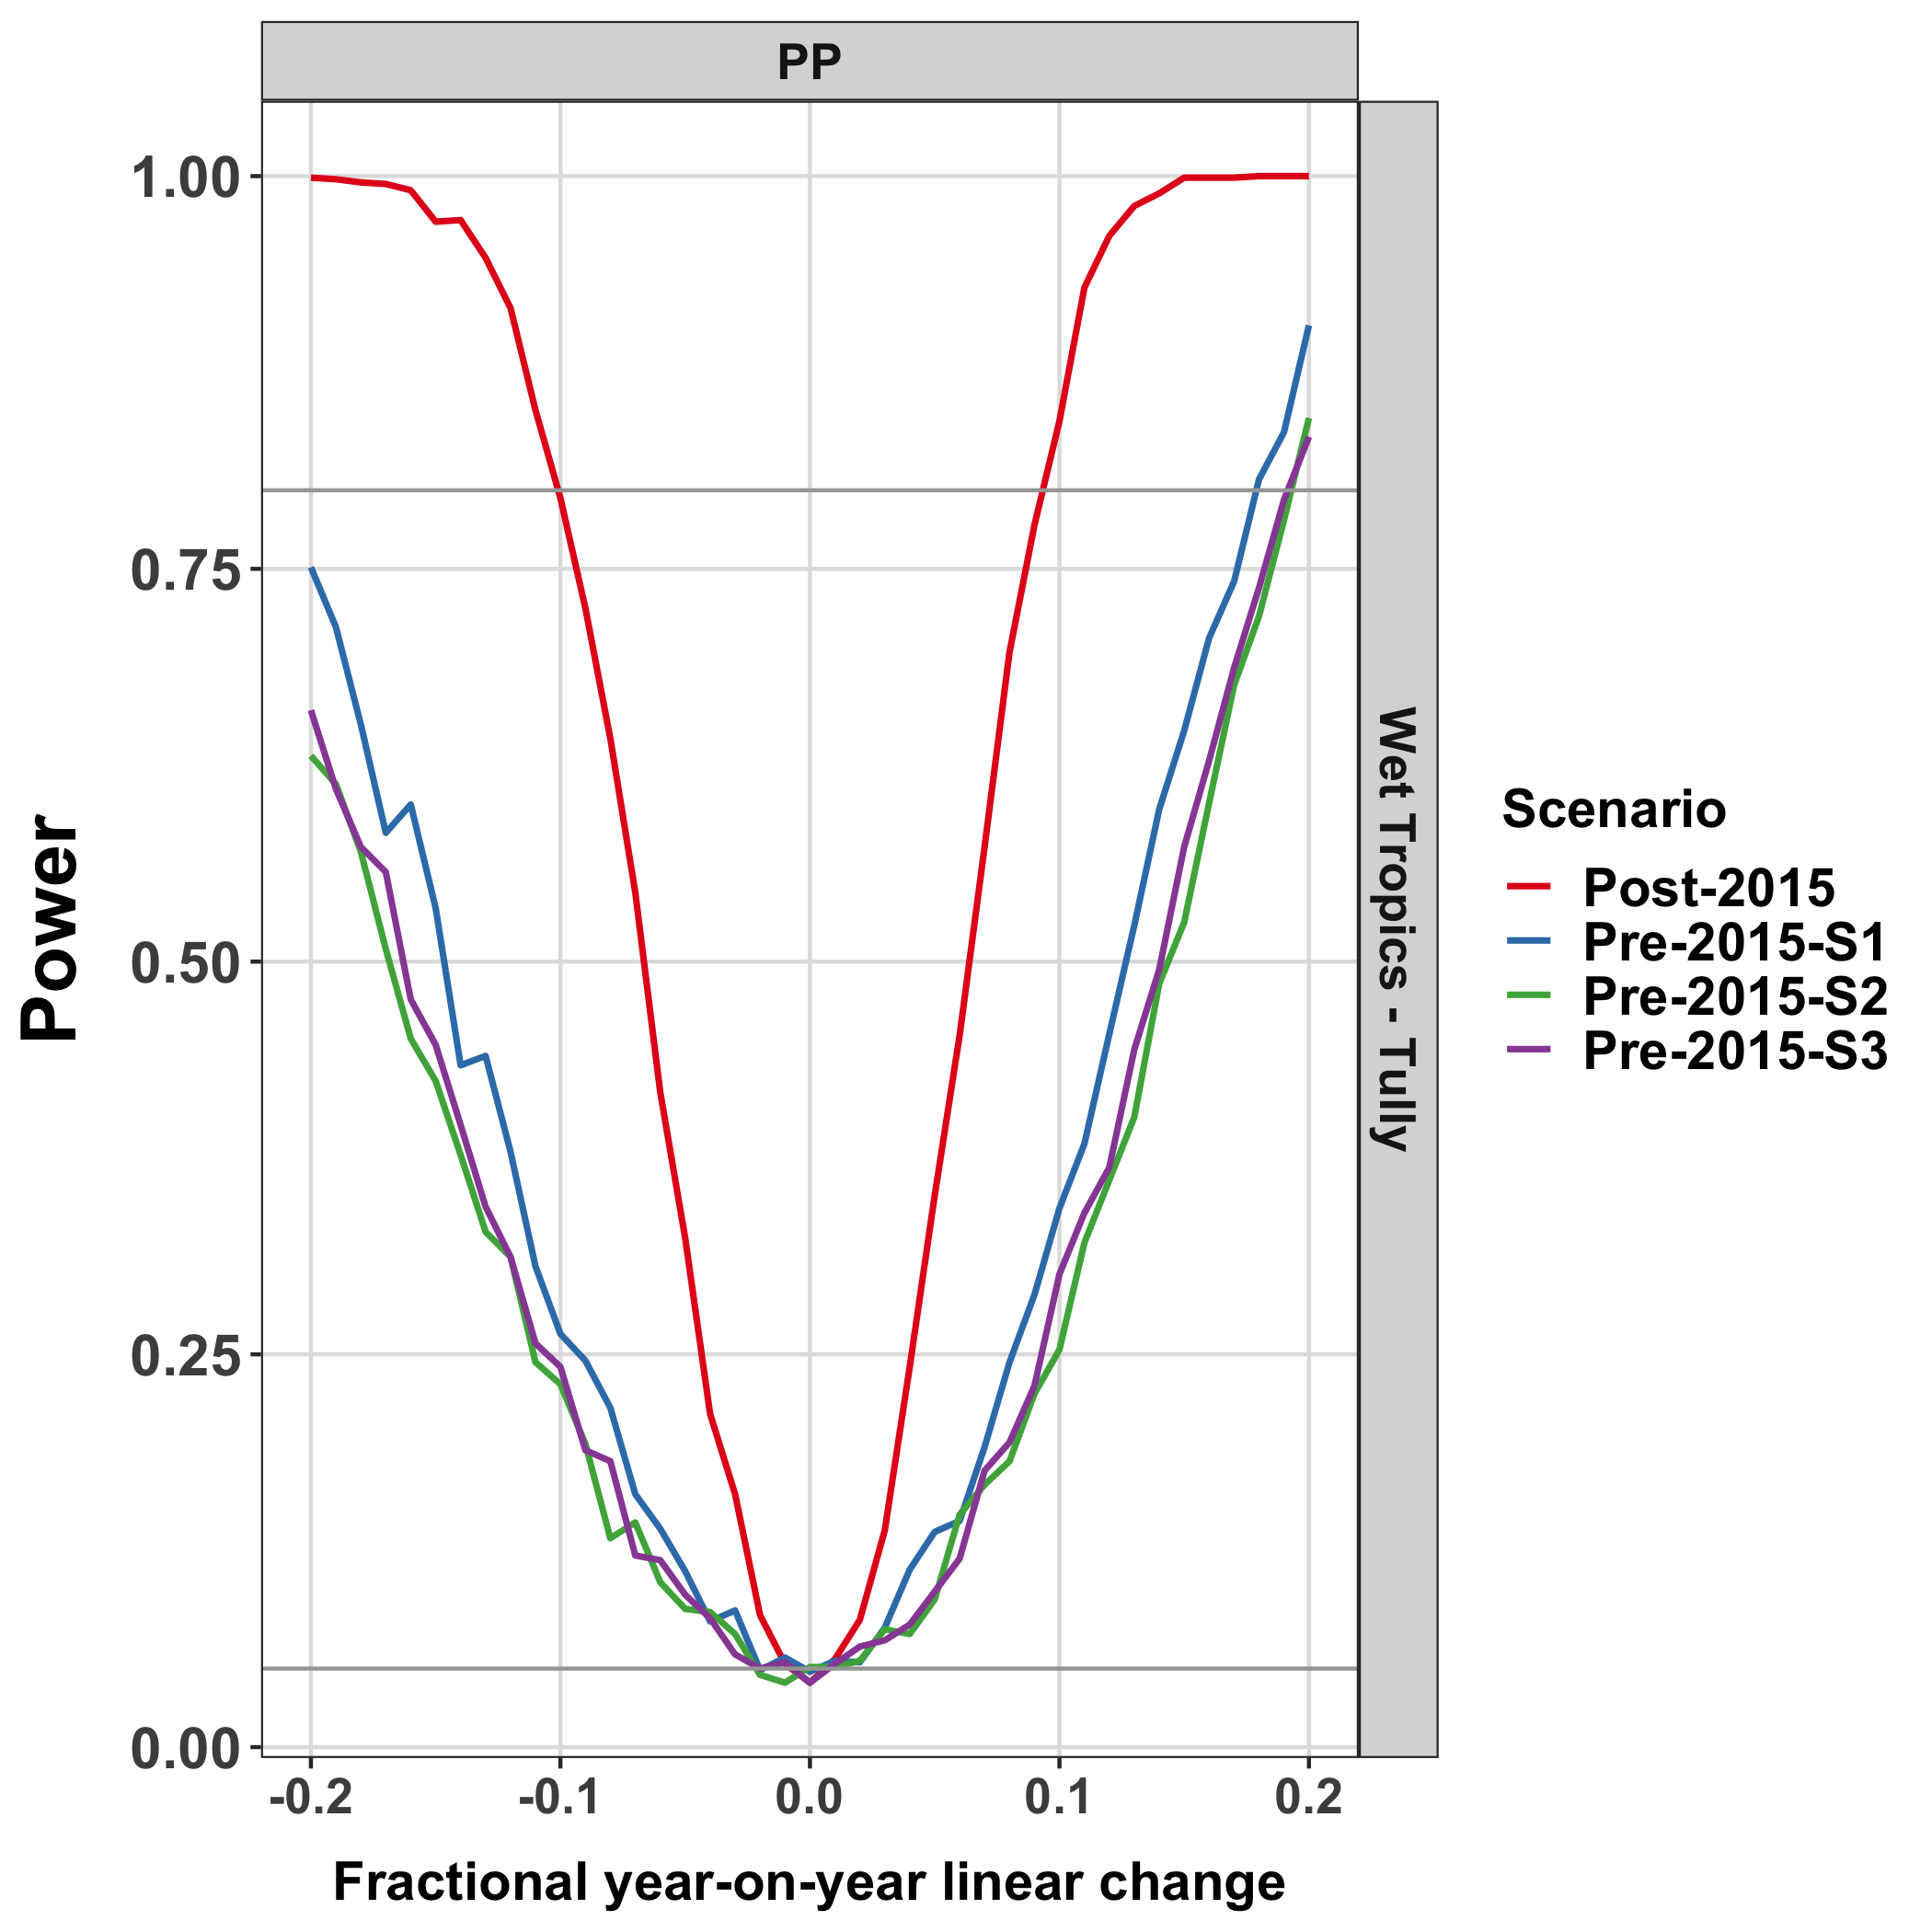 PP
1.00
0.75
0.50
0.25
0.00
Power
-0.2
-0.1
0.0
0.1
0.2
Fractional year-on-year linear change
Wet Tropics - Tully
Scenario
Post-2015
Pre-2015-S1
Pre-2015-S2
Pre-2015-S3